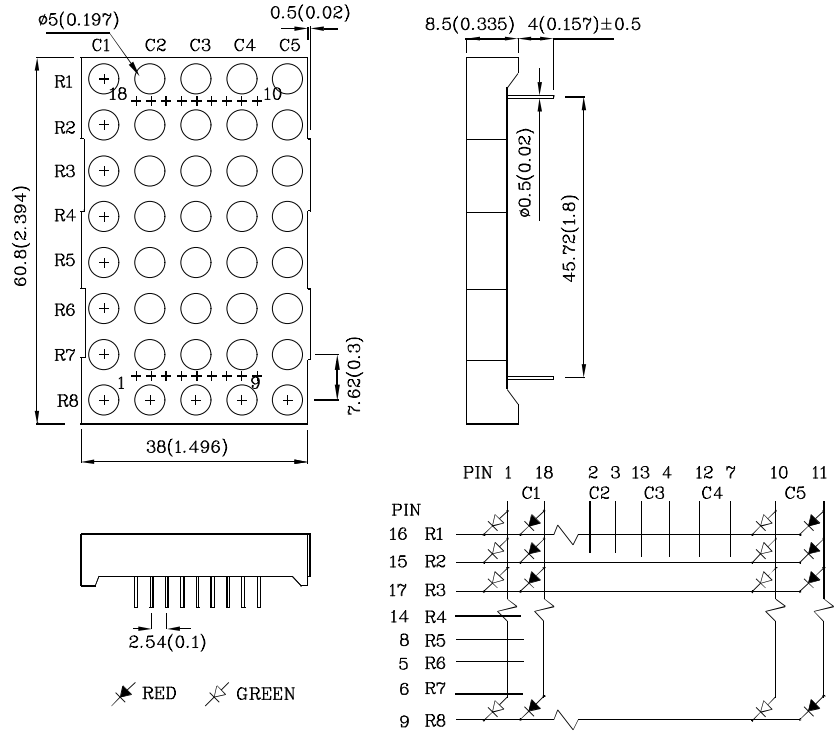 ø5(0.197)
0.5(0.02)
8.5(0.335)
4(0.157)±0.5
C1 C2 C3 C4 C5
R1
18
10
R2
R3
R4
R5
R6
R7
1
9
R8
60.8(2.394)
7.62(0.3)
38(1.496)
ø0.5(0.02)
45.72(1.8)
2.54(0.1)
RED
GREEN
PIN 1 18 2 3 13 4 12 7 10 11
C1 C2 C3 C4 C5
PIN
16 R1
15 R2
17 R3
14 R4
8 R5
5 R6
6 R7
9 R8